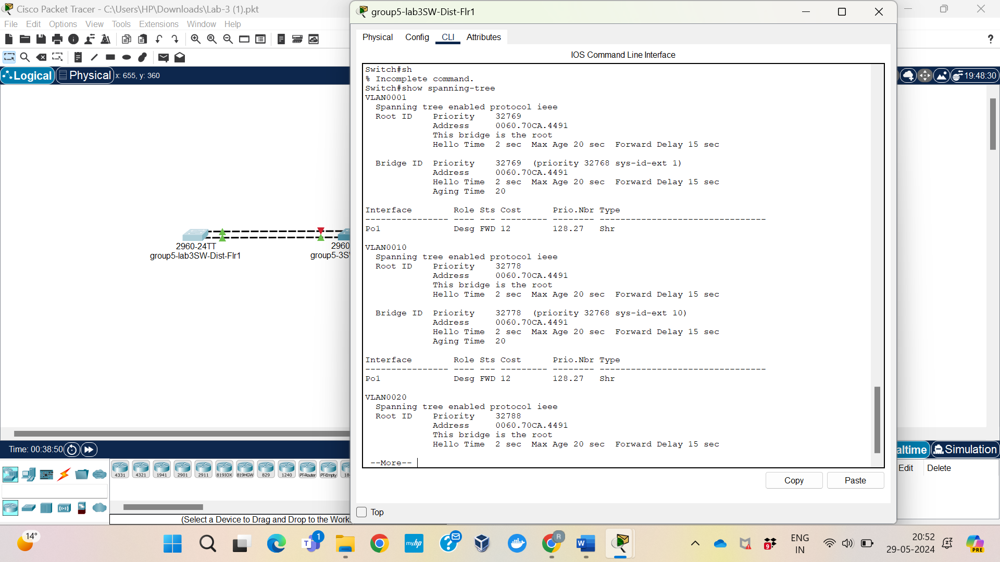 Cisco Packet Tracer - C:\Users\HP\Downloads\Lab-3 (1).pkt
File Edit Options View Tools Extensions Window Help
?
Logical Physical x: 655, y: 360
19:48:30
2960-24TT
group5-lab3SW-Dist-Flr1
2960
group5-3S
group5-lab3SW-Dist-Flr1
Physical Config CLI Attributes
IOS Command Line Interface
Switch#sh
% Incomplete command.
Switch#show spanning-tree
VLAN0001
Spanning tree enabled protocol ieee
Root ID Priority 32769
Address 0060.70CA.4491
This bridge is the root
Hello Time 2 sec Max Age 20 sec Forward Delay 15 sec
Bridge ID Priority 32769 (priority 32768 sys-id-ext 1)
Address 0060.70CA.4491
Hello Time 2 sec Max Age 20 sec Forward Delay 15 sec
Aging Time 20
Interface Role Sts Cost Prio.Nbr Type
---------------- ---- --- --------- -------- --------------------------------
Po1 Desg FWD 12 128.27 Shr
VLAN0010
Spanning tree enabled protocol ieee
Root ID Priority 32778
Address 0060.70CA.4491
This bridge is the root
Hello Time 2 sec Max Age 20 sec Forward Delay 15 sec
Bridge ID Priority 32778 (priority 32768 sys-id-ext 10)
Address 0060.70CA.4491
Hello Time 2 sec Max Age 20 sec Forward Delay 15 sec
Aging Time 20
Interface Role Sts Cost Prio.Nbr Type
---------------- ---- --- --------- -------- --------------------------------
Po1 Desg FWD 12 128.27 Shr
VLAN0020
Spanning tree enabled protocol ieee
Root ID Priority 32788
Address 0060.70CA.4491
This bridge is the root
Hello Time 2 sec Max Age 20 sec Forward Delay 15 sec
--More--
Copy Paste
Top
Time: 00:38:50
altime Simulation
Edit Delete
4331 4321 1941 2901 2911 819IOX 819HGW 829 1240 PT-Router PT-Empty 18
(Select a Device to Drag and Drop to the Work
14°
1
T
myhp
?
R
W
9
ENG
IN
20:52
29-05-2024
PRE